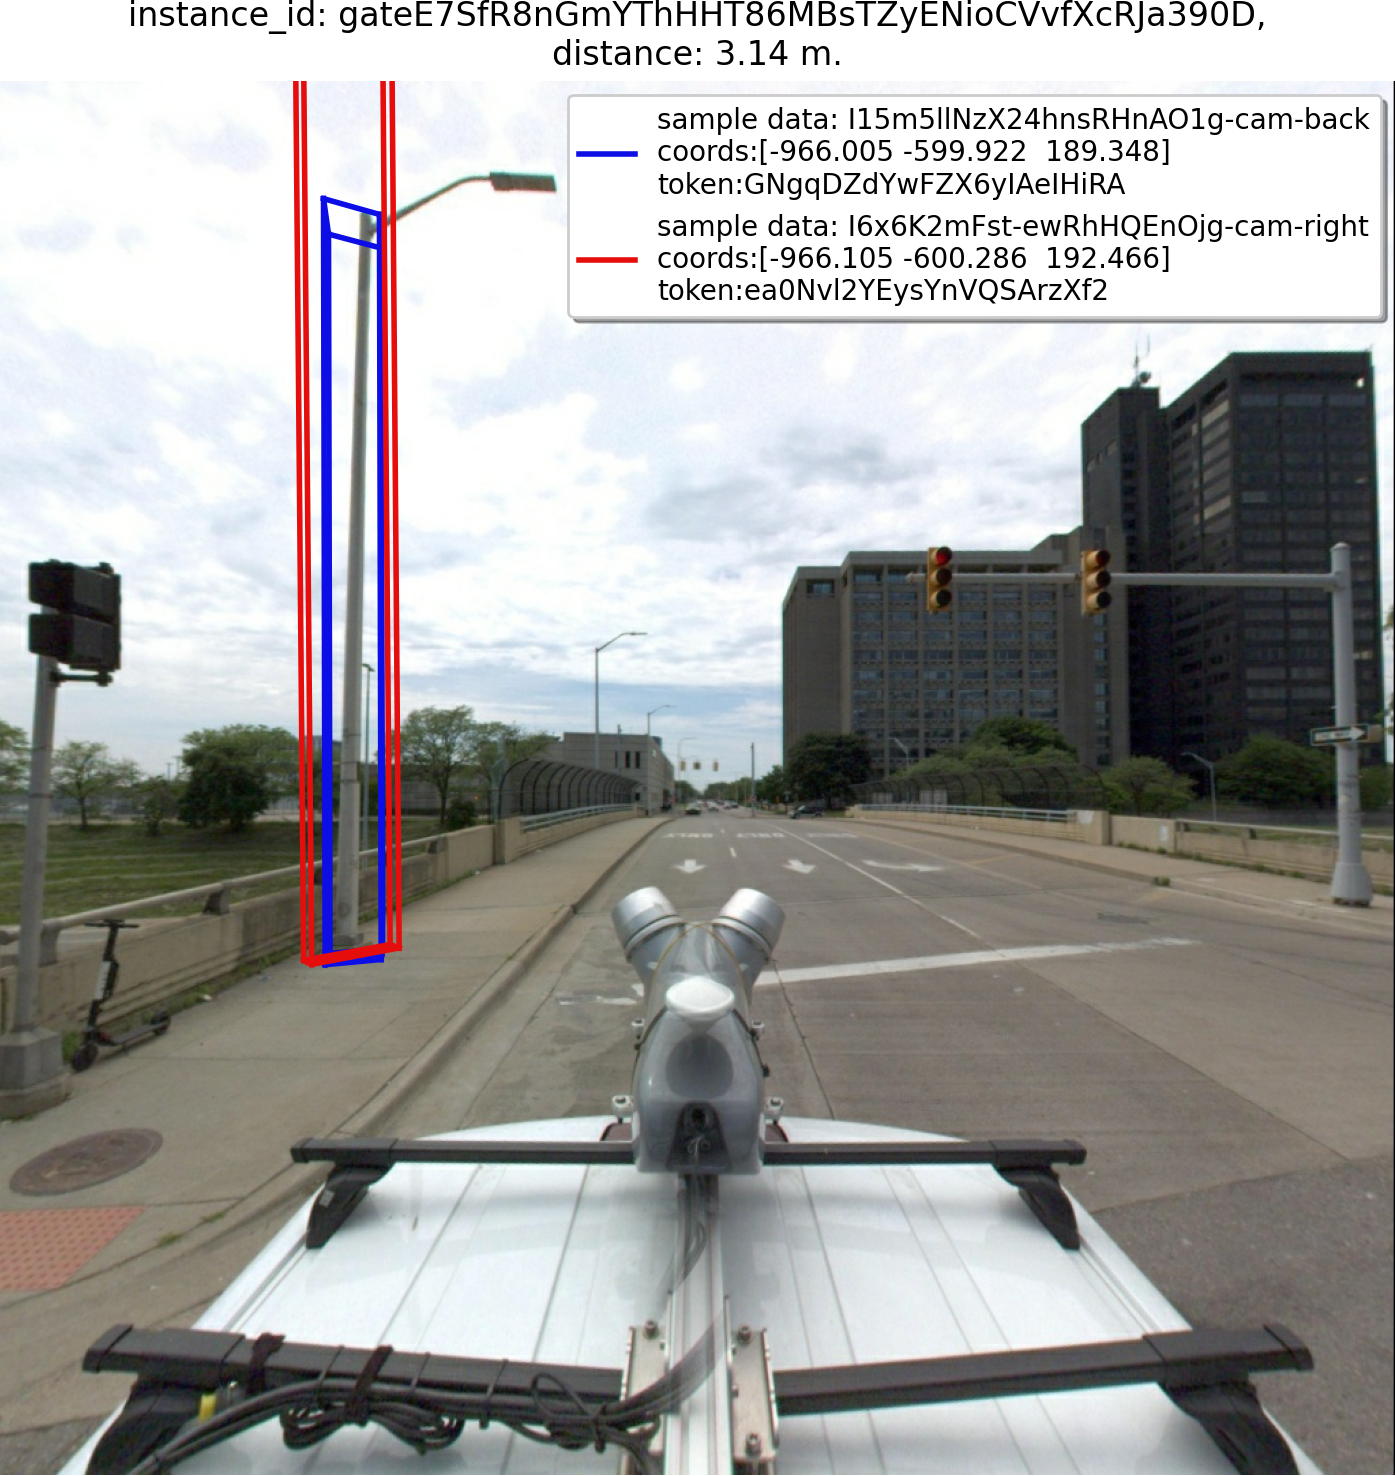 instance_id: gateE7SfR8nGmYThHHT86MBsTZyENioCVvfXcRJa390D,
distance: 3.14 m.
sample data: I15m5llNzX24hnsRHnAO1g-cam-back
coords:[-966.005 -599.922  189.348]
token:GNgqDZdYwFZX6yIAeIHiRA
sample data: I6x6K2mFst-ewRhHQEnOjg-cam-right
coords:[-966.105 -600.286  192.466]
token:ea0Nvl2YEysYnVQSArzXf2